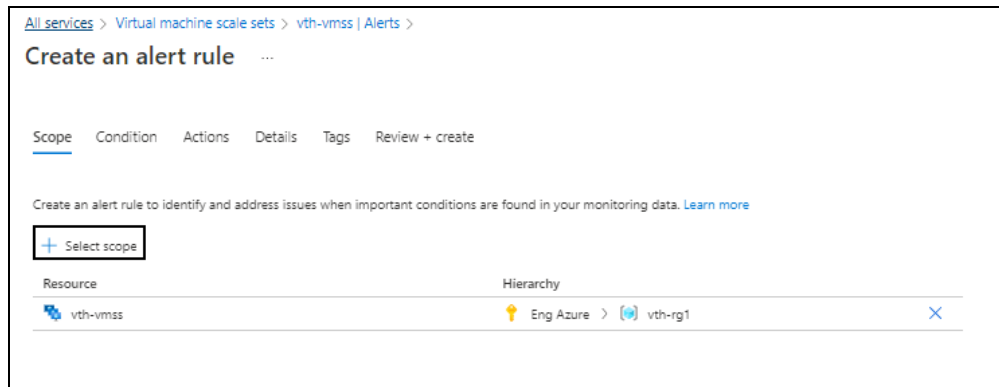 All services > Virtual machine scale sets > vth-vmss | Alerts >
Create an alert rule ...
Scope Condition Actions Details Tags Review + create
Create an alert rule to identify and address issues when important conditions are found in your monitoring data. Learn more
+ Select scope
Resource Hierarchy
vth-vmss Eng Azure > vth-rg1